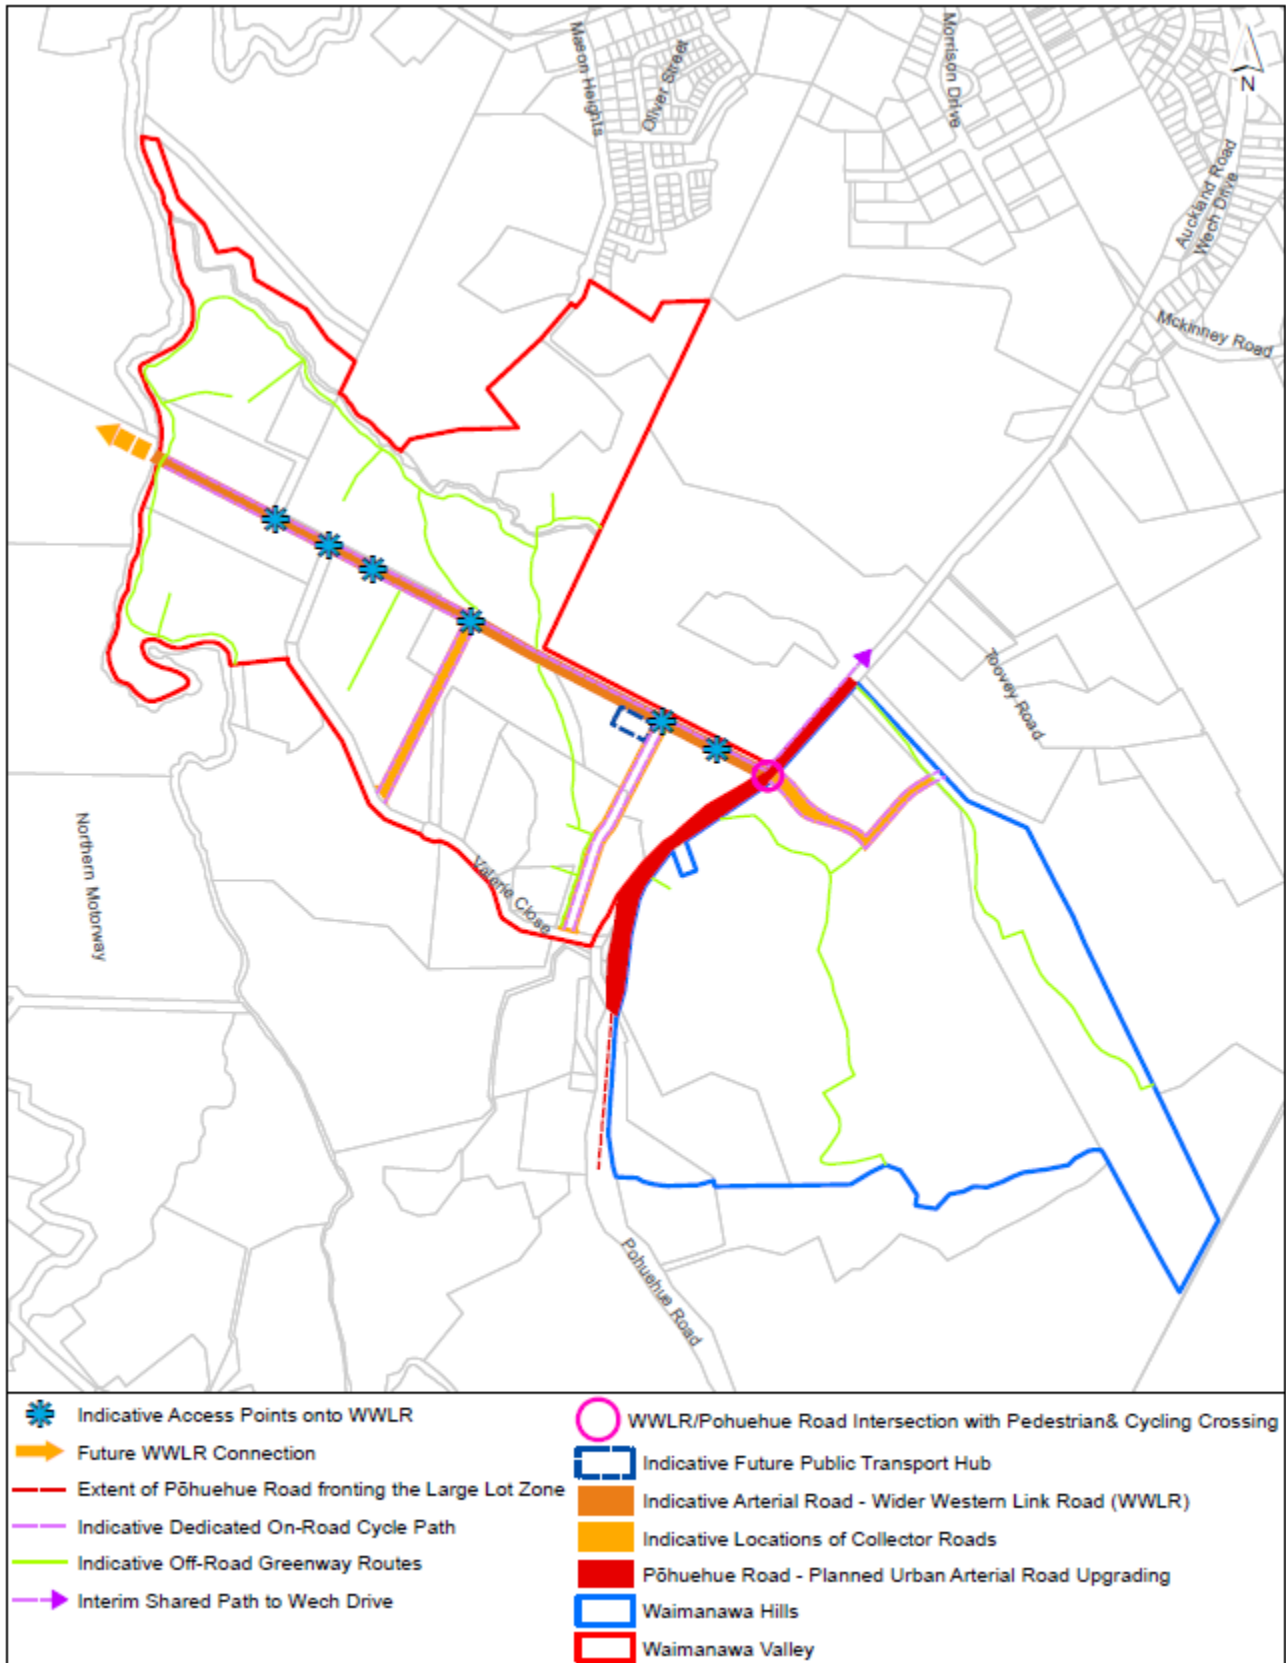 Mason Heights
Oliver Street
Morrison Drive
N
Auckland Road
Wech Drive
Mckinney Road
Toovey Road
Northern Motorway
Valerie Close
Pohuehue Road
Indicative Access Points onto WWLR
Future WWLR Connection
Extent of Pōhuehue Road fronting the Large Lot Zone
Indicative Dedicated On-Road Cycle Path
Indicative Off-Road Greenway Routes
Interim Shared Path to Wech Drive
WWLR/Pohuehue Road Intersection with Pedestrian& Cycling Crossing
Indicative Future Public Transport Hub
Indicative Arterial Road - Wider Western Link Road (WWLR)
Indicative Locations of Collector Roads
Pōhuehue Road - Planned Urban Arterial Road Upgrading
Waimanawa Hills
Waimanawa Valley